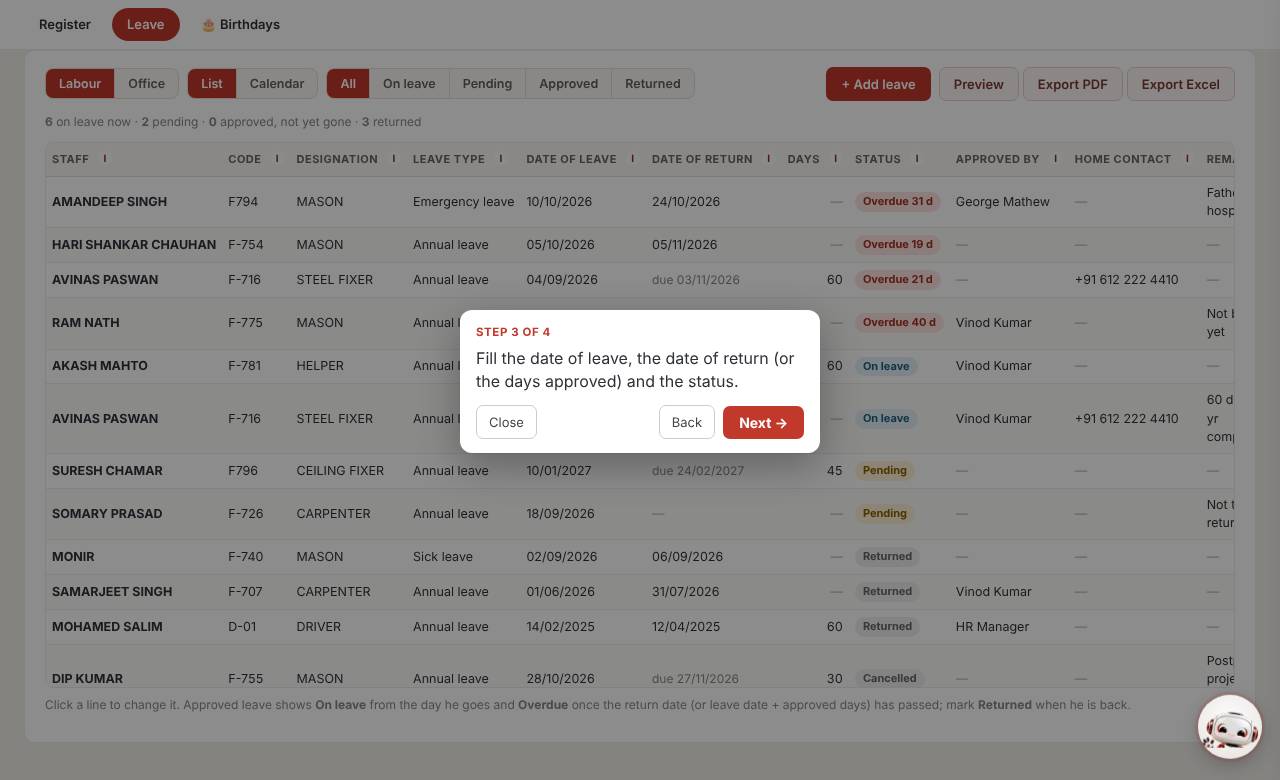 Register Leave 🎂 Birthdays
Labour Office List Calendar All On leave Pending Approved Returned + Add leave Preview Export PDF Export Excel
6 on leave now · 2 pending · 0 approved, not yet gone · 3 returned
STAFF CODE DESIGNATION LEAVE TYPE DATE OF LEAVE DATE OF RETURN DAYS STATUS APPROVED BY HOME CONTACT
AMANDEEP SINGH F794 MASON Emergency leave 10/10/2026 24/10/2026 — Overdue 31 d George Mathew —
HARI SHANKAR CHAUHAN F-754 MASON Annual leave 05/10/2026 05/11/2026 — Overdue 19 d — — —
AVINAS PASWAN F-716 STEEL FIXER Annual leave 04/09/2026 due 03/11/2026 60 Overdue 21 d — +91 612 222 4410 —
RAM NATH F-775 MASON Annual — Overdue 40 d Vinod Kumar — Not
yet
AKASH MAHTO F-781 HELPER Annual 60 On leave Vinod Kumar — —
AVINAS PASWAN F-716 STEEL FIXER Annual — On leave Vinod Kumar +91 612 222 4410 60
yr
SURESH CHAMAR F796 CEILING FIXER Annual leave 10/01/2027 due 24/02/2027 45 Pending — — —
SOMARY PRASAD F-726 CARPENTER Annual leave 18/09/2026 — — Pending — — Not
MONIR F-740 MASON Sick leave 02/09/2026 06/09/2026 — Returned — — —
SAMARJEET SINGH F-707 CARPENTER Annual leave 01/06/2026 31/07/2026 — Returned Vinod Kumar — —
MOHAMED SALIM D-01 DRIVER Annual leave 14/02/2025 12/04/2025 60 Returned HR Manager — —
DIP KUMAR F-755 MASON Annual leave 28/10/2026 due 27/11/2026 30 Cancelled — —
Click a line to change it. Approved leave shows On leave from the day he goes and Overdue once the return date (or leave date + approved days) has passed; mark Returned when he is back.
STEP 3 OF 4
Fill the date of leave, the date of return (or
the days approved) and the status.
Close Back Next →